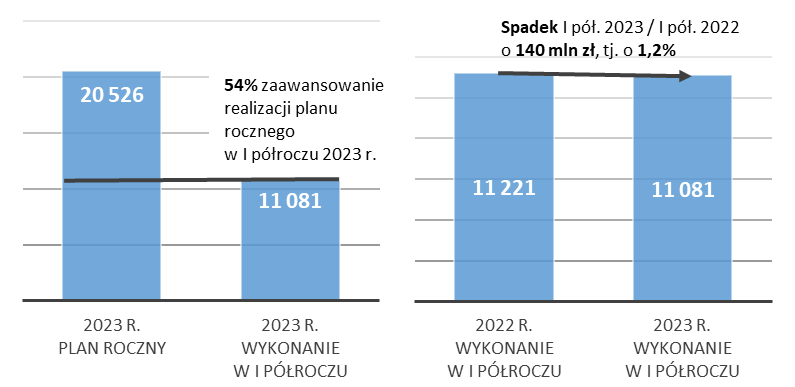 20 526
54% zaawansowanie
realizacji planu
rocznego
w I półroczu 2023 r.
11 081
2023 R.
PLAN ROCZNY
2023 R.
WYKONANIE
W I PÓŁROCZU
Spadek I pół. 2023 / I pół. 2022
o 140 mln zł, tj. o 1,2%
11 221
11 081
2022 R.
WYKONANIE
W I PÓŁROCZU
2023 R.
WYKONANIE
W I PÓŁROCZU